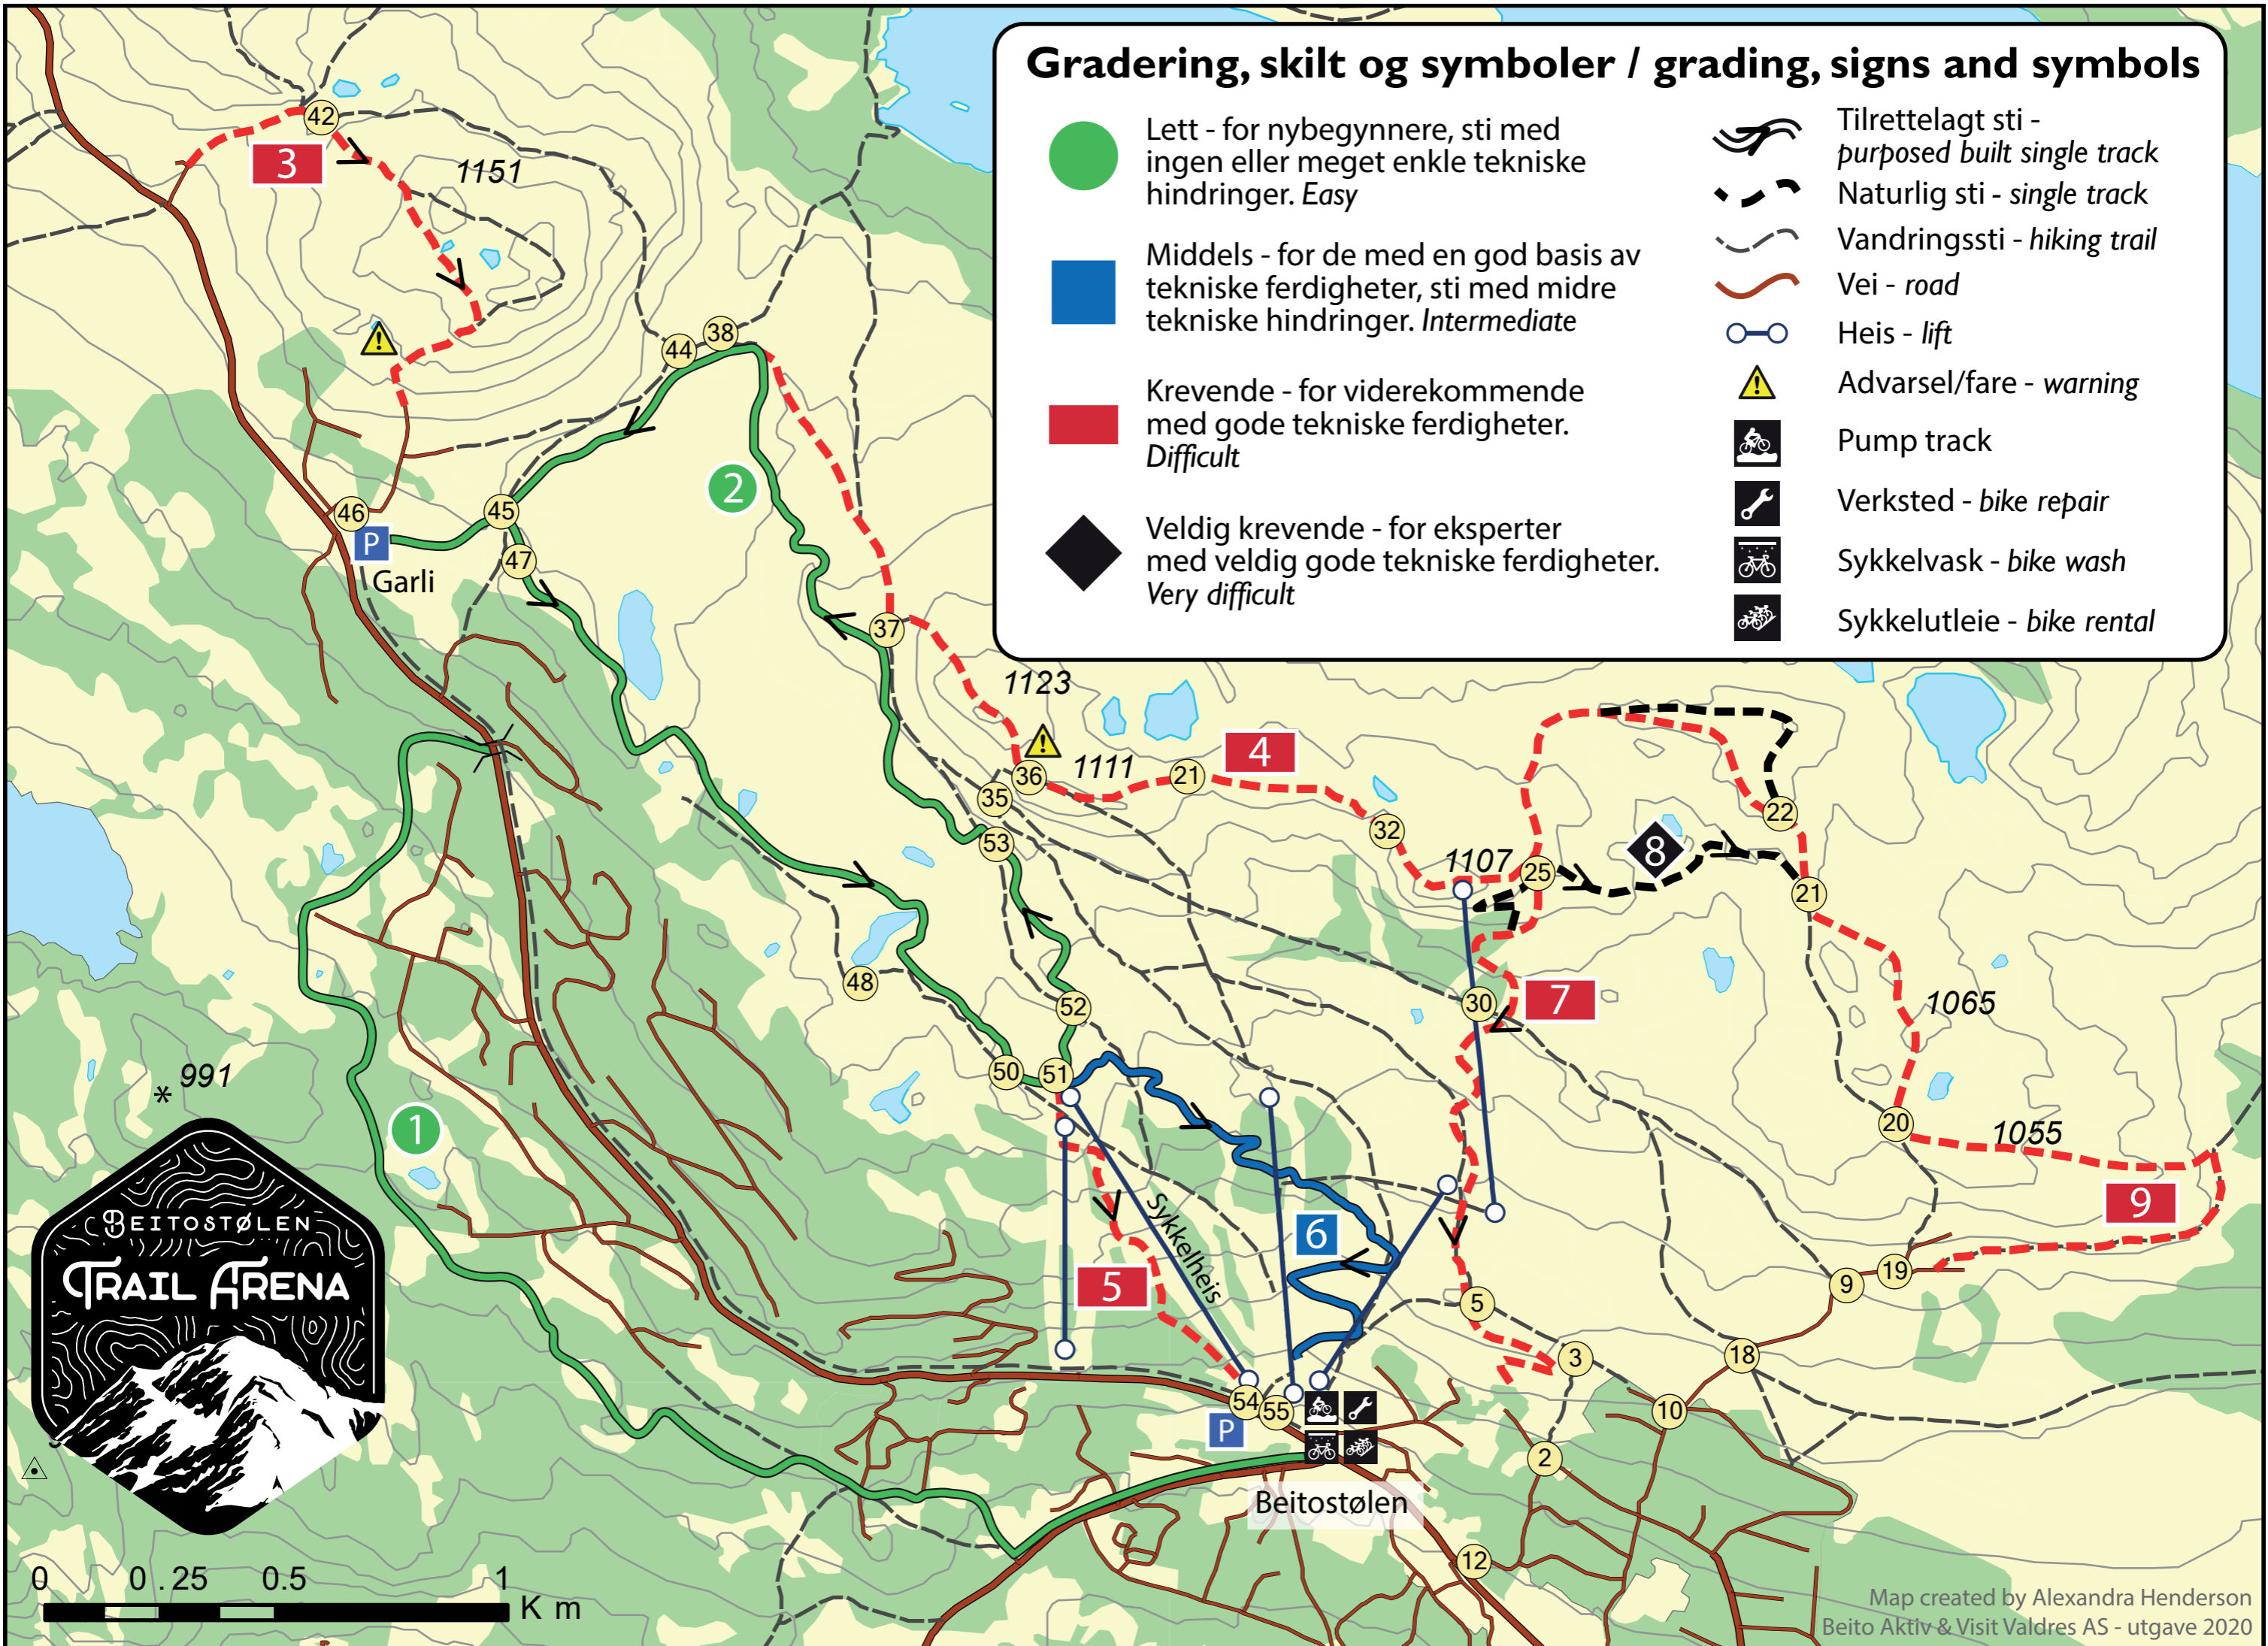 Gradering, skilt og symboler / grading, signs and symbols
Lett - for nybegynnere, sti med
ingen eller meget enkle tekniske
hindringer. Easy
Middels - for de med en god basis av
tekniske ferdigheter, sti med midre
tekniske hindringer. Intermediate
Krevende - for viderekommende
med gode tekniske ferdigheter.
Difficult
Veldig krevende - for eksperter
med veldig gode tekniske ferdigheter.
Very difficult
Tilrettelagt sti -
purposed built single track
Naturlig sti - single track
Vandringssti - hiking trail
Vei - road
Heis - lift
Advarsel/fare - warning
Pump track
Verksted - bike repair
Sykkelvask - bike wash
Sykkelutleie - bike rental
42
3
1151
38
44
2
45
46
P
47
Garli
37
1123
36
1111
21
4
35
32
53
22
1107
25
8
21
48
52
30
7
1065
50
51
991
1
20
1055
9
Sykkelheis
6
5
5
9
19
3
18
54
55
P
10
2
Beitostølen
12
BEITOSTØLEN
TRAIL ARENA
0 0.25 0.5 1
Km
Map created by Alexandra Henderson
Beito Aktiv & Visit Valdres AS - utgave 2020